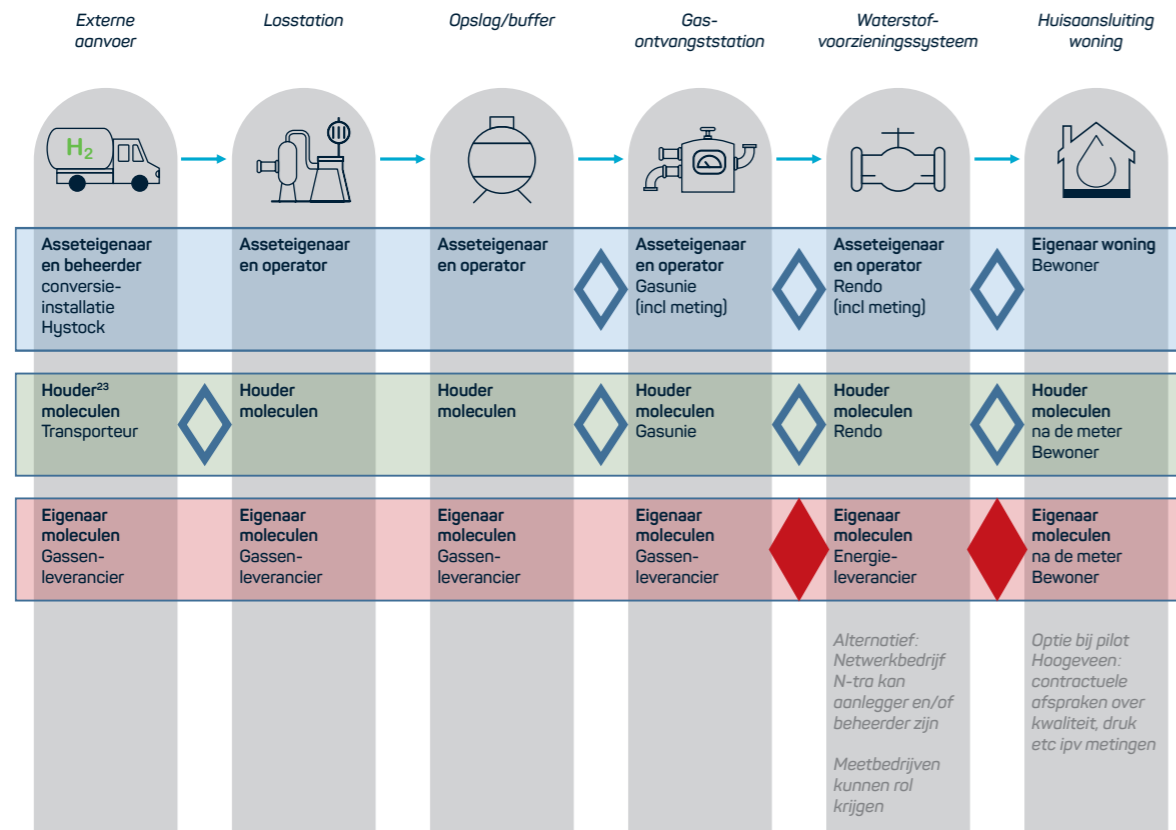 Externe
aanvoer
Losstation
Opslag/buffer
Gas-
ontvangststation
Waterstof-
voorzieningssysteem
Huisaansluiting
woning
H₂
Asseteigenaar
en beheerder
conversie-
installatie
Hystock
Asseteigenaar
en operator
Asseteigenaar
en operator
Asseteigenaar
en operator
Gasunie
(incl meting)
Asseteigenaar
en operator
Rendo
(incl meting)
Eigenaar woning
Bewoner
Houder²³
moleculen
Transporteur
Houder
moleculen
Houder
moleculen
Houder
moleculen
Gasunie
Houder
moleculen
Rendo
Houder
moleculen
na de meter
Bewoner
Eigenaar
moleculen
Gassen-
leverancier
Eigenaar
moleculen
Gassen-
leverancier
Eigenaar
moleculen
Gassen-
leverancier
Eigenaar
moleculen
Gassen-
leverancier
Eigenaar
moleculen
Energie-
leverancier
Eigenaar
moleculen
na de meter
Bewoner
Alternatief:
Netwerkbedrijf
N-tra kan
aanlegger en/of
beheerder zijn
Meetbedrijven
kunnen rol
krijgen
Optie bij pilot
Hoogeveen:
contractuele
afspraken over
kwaliteit, druk
etc ipv metingen